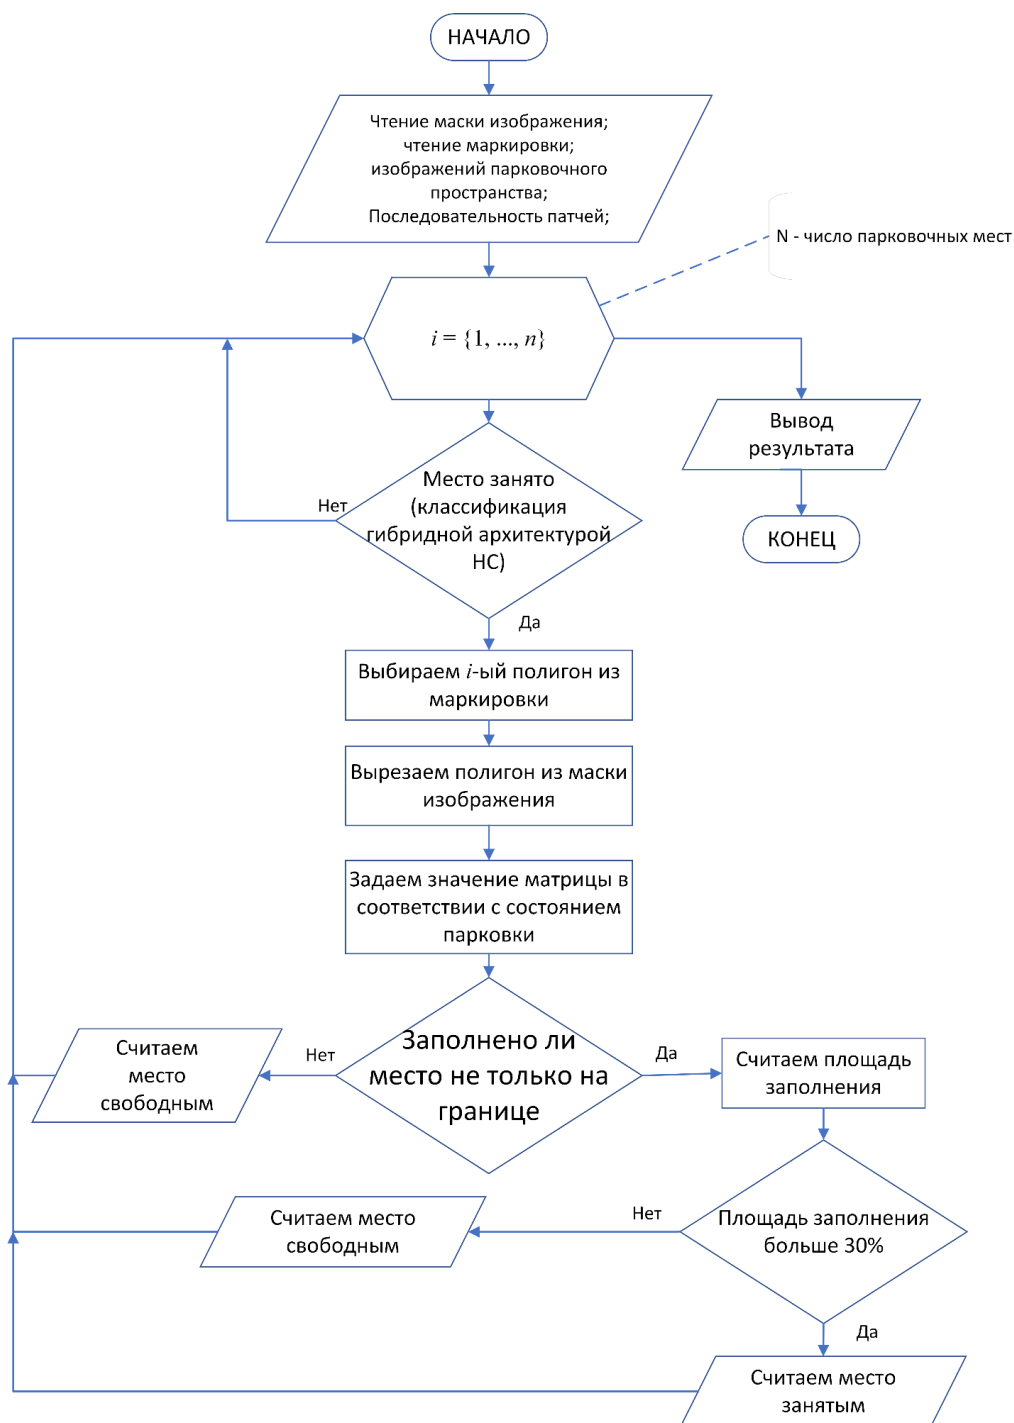 НАЧАЛО
Чтение маски изображения;
чтение маркировки;
изображений парковочного
пространства;
Последовательность патчей;
N - число парковочных мест
i = {1, ..., n}
Вывод
результата
КОНЕЦ
Место занято
(классификация
гибридной архитектурой
НС)
Нет
Да
Выбираем i-ый полигон из
маркировки
Вырезаем полигон из маски
изображения
Задаем значение матрицы в
соответствии с состоянием
парковки
Заполнено ли
место не только на
границе
Нет
Да
Считаем
место
свободным
Считаем площадь
заполнения
Площадь заполнения
больше 30%
Нет
Да
Считаем место
свободным
Считаем место
занятым